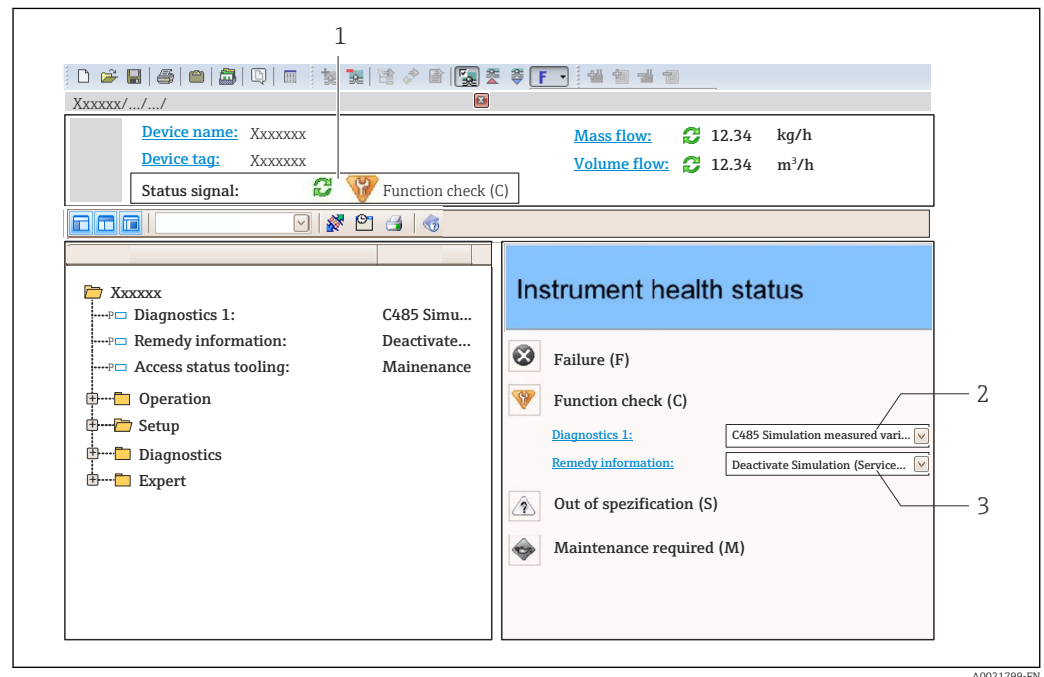 1
F
Xxxxxx/.../.../
Device name: Xxxxxxx
Mass flow: 12.34 kg/h
Device tag: Xxxxxxx
Volume flow: 12.34 m³/h
Status signal: Function check (C)
Xxxxxx
Diagnostics 1: C485 Simu...
Remedy information: Deactivate...
Access status tooling: Mainenance
Operation
Setup
Diagnostics
Expert
Instrument health status
Failure (F)
Function check (C)
2
Diagnostics 1: C485 Simulation measured vari...
Remedy information: Deactivate Simulation (Service...
Out of spezification (S)
3
Maintenance required (M)
A0021799-EN